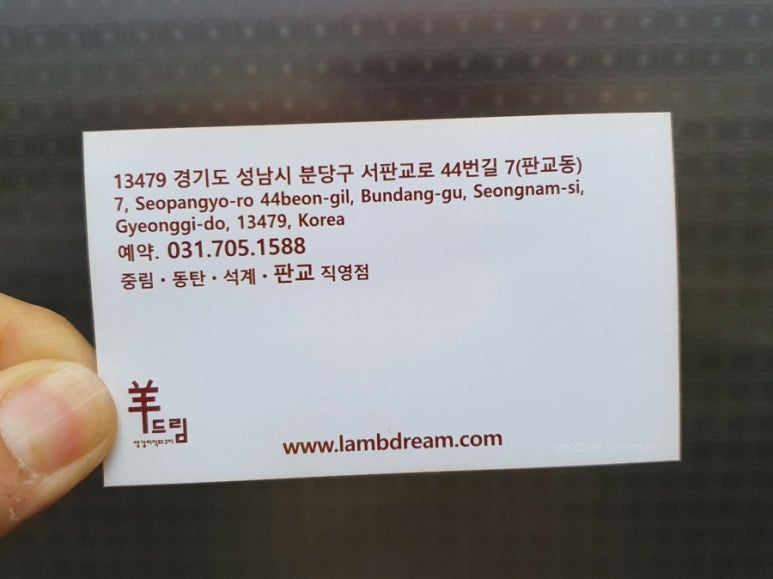 13479 경기도 성남시 분당구 서판교로 44번길 7(판교동)
7, Seopangyo-ro 44beon-gil, Bundang-gu, Seongnam-si,
Gyeonggi-do, 13479, Korea
예약. 031.705.1588
중림 · 동탄 · 석계 · 판교 직영점
羊
드림
www.lambdream.com
goodstar.silverstar